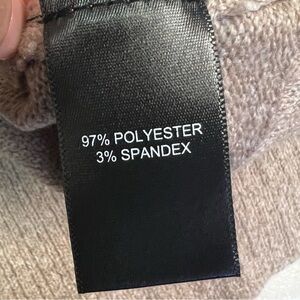 97% POLYESTER
3% SPANDEX